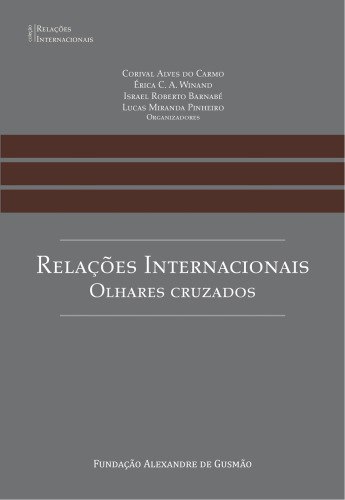 coleção
Relações
Internacionais
Corival Alves do Carmo
Érica C. A. Winand
Israel Roberto Barnabé
Lucas Miranda Pinheiro
Organizadores
Relações Internacionais
Olhares cruzados
Fundação Alexandre de Gusmão